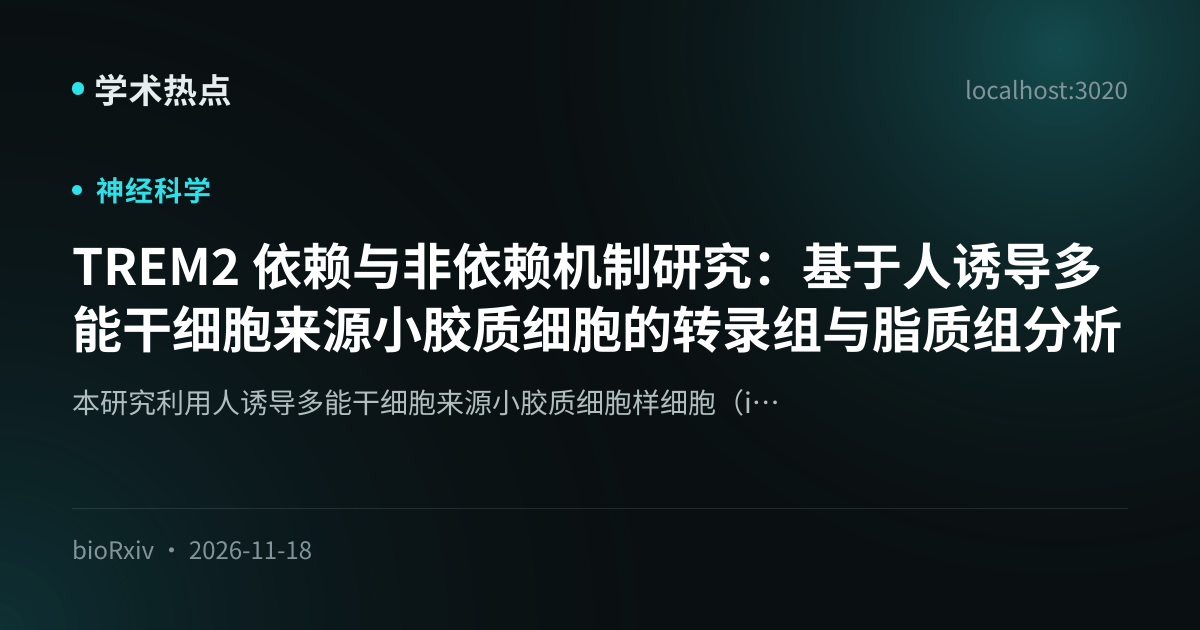 学术热点
localhost:3020
神经科学
TREM2 依赖与非依赖机制研究：基于人诱导多
能干细胞来源小胶质细胞的转录组与脂质组分析
本研究利用人诱导多能干细胞来源小胶质细胞样细胞（i…
bioRxiv • 2026-11-18